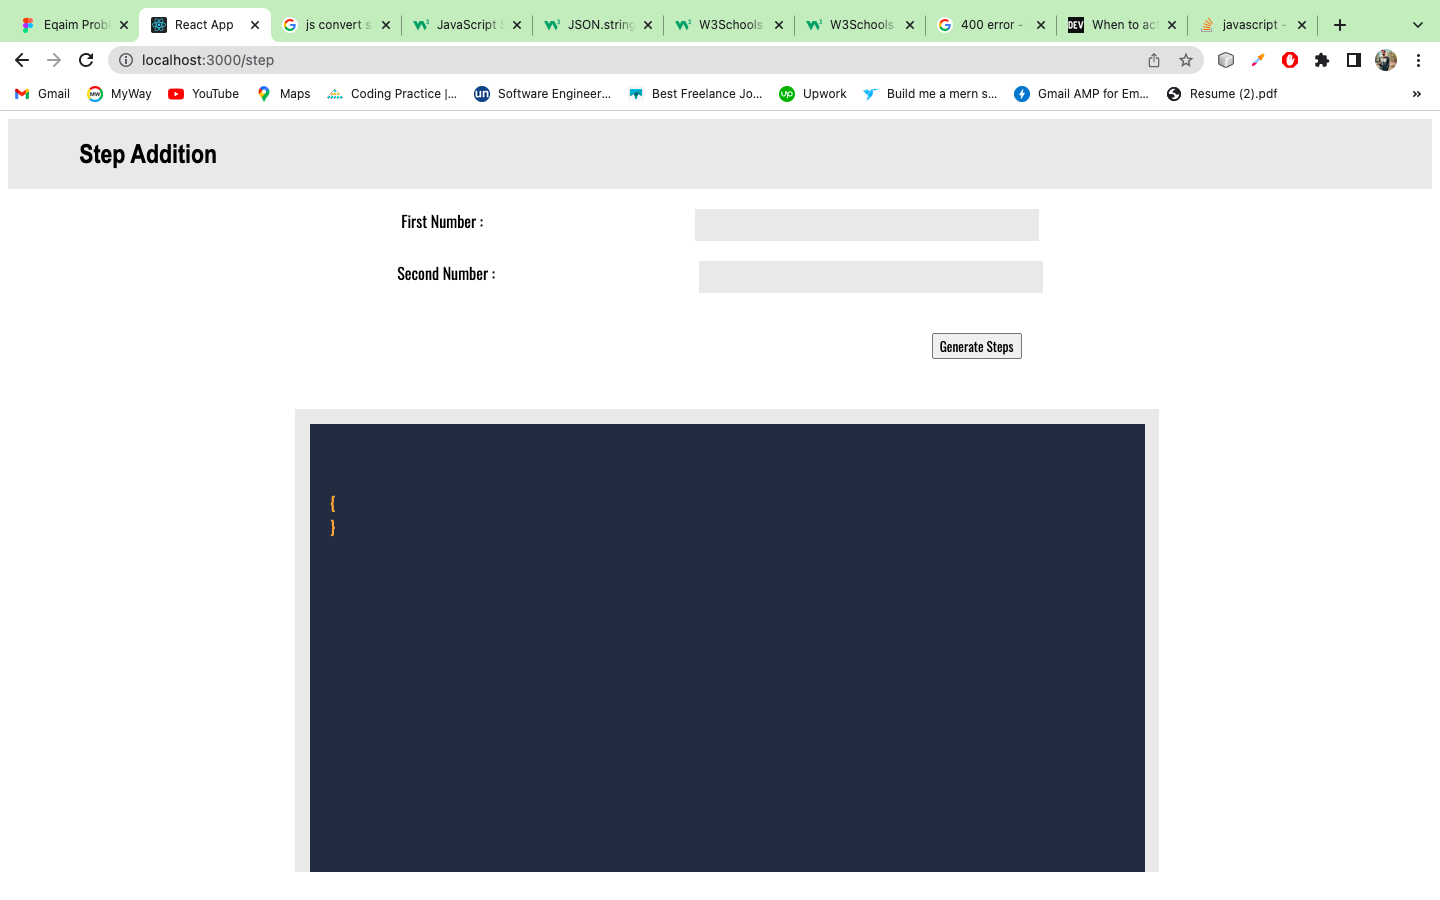 Eqaim Probl
React App
js convert s
JavaScript S
JSON.string
W3Schools
W3Schools
400 error -
DEV
When to act
javascript -
localhost:3000/step
Gmail
MyWay
YouTube
Maps
Coding Practice |...
Software Engineer...
Best Freelance Jo...
Upwork
Build me a mern s...
Gmail AMP for Em...
Resume (2).pdf
Step Addition
First Number :
Second Number :
Generate Steps
{
}